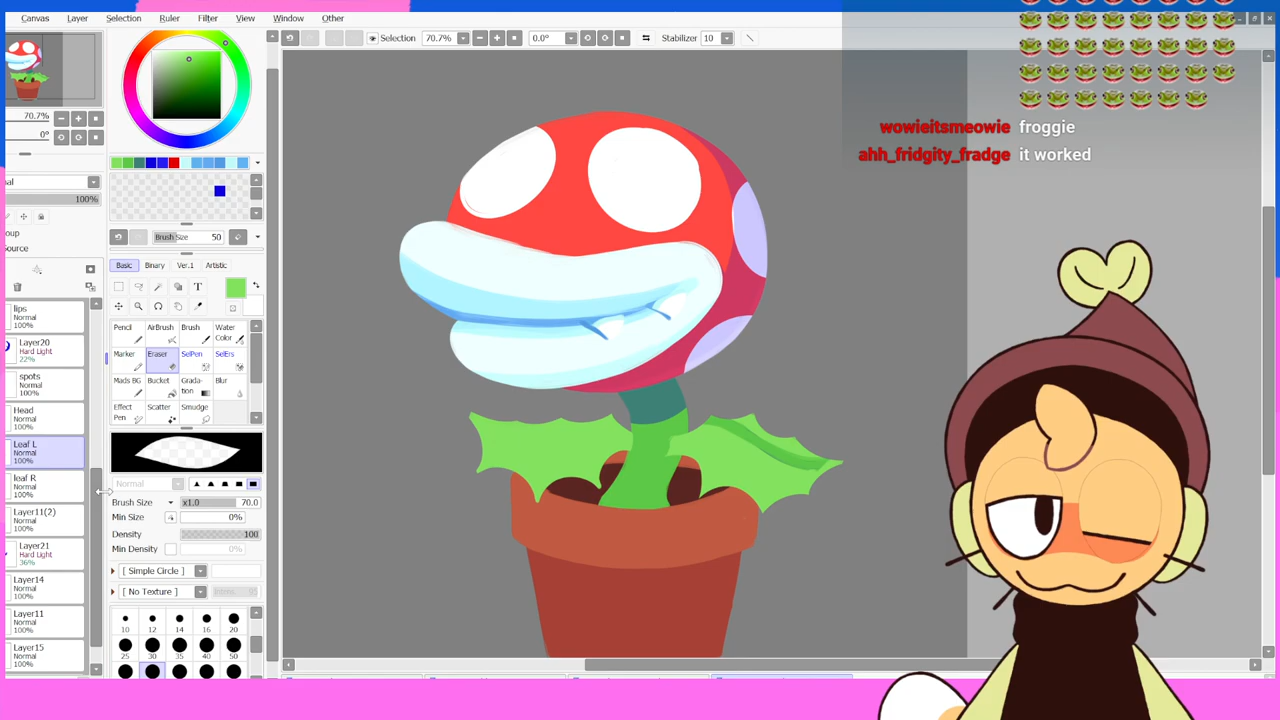 Canvas Layer Selection Ruler Filter View Window Other
Selection 70.7% 0.0° Stabilizer 10
70.7%
0°
100%
Source
Brush Size 50
Basic Binary Ver.1 Artistic
Pencil AirBrush Brush Water Color
Marker Eraser SelPen SelErs
Mads BG Bucket Grada-tion Blur
Effect Pen Scatter Smudge
Normal
Brush Size x1.0 70.0
Min Size 0%
Density 100
Min Density 0%
[ Simple Circle ]
[ No Texture ]
10 12 14 16 20
25 30 35 40 50
lips
Normal
100%
Layer20
Hard Light
22%
spots
Normal
100%
Head
Normal
100%
Leaf L
Normal
100%
leaf R
Normal
100%
Layer11(2)
Normal
100%
Layer21
Hard Light
36%
Layer14
Normal
100%
Layer11
Normal
100%
Layer15
Normal
100%
wowieitsmeowie froggie
ahh_fridgity_fradge it worked